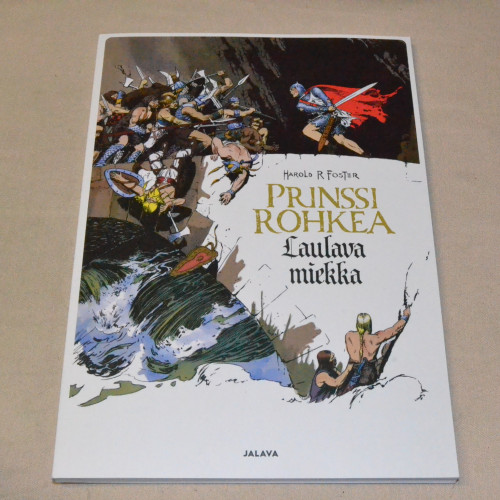 HAROLD R FOSTER
PRINSSI
ROHKEA
Laulava
miekka
JALAVA